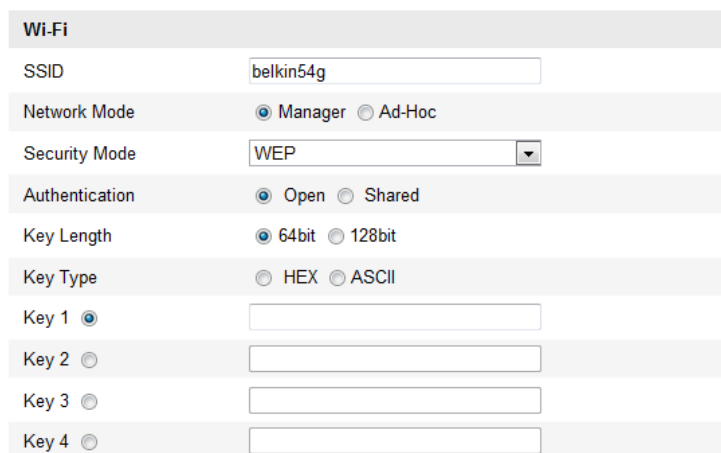 Wi-Fi
SSID belkin54g
Network Mode Manager Ad-Hoc
Security Mode WEP
Authentication Open Shared
Key Length 64bit 128bit
Key Type HEX ASCII
Key 1
Key 2
Key 3
Key 4